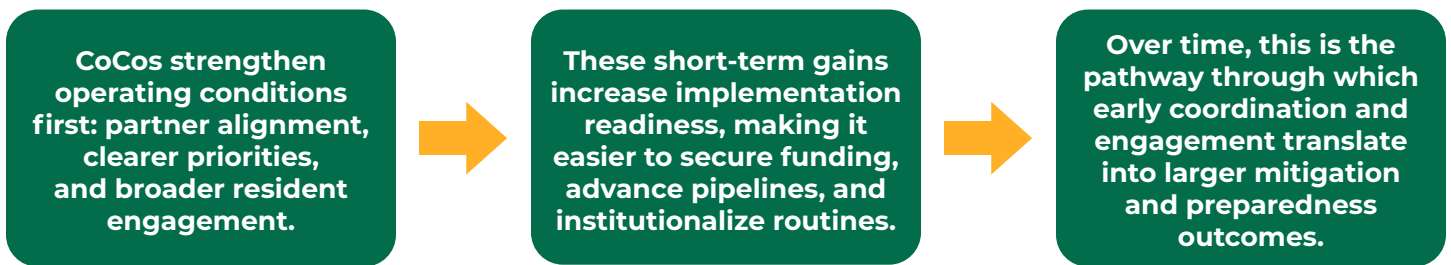 CoCos strengthen
operating conditions
first: partner alignment,
clearer priorities,
and broader resident
engagement.
These short-term gains
increase implementation
readiness, making it
easier to secure funding,
advance pipelines, and
institutionalize routines.
Over time, this is the
pathway through which
early coordination and
engagement translate
into larger mitigation
and preparedness
outcomes.